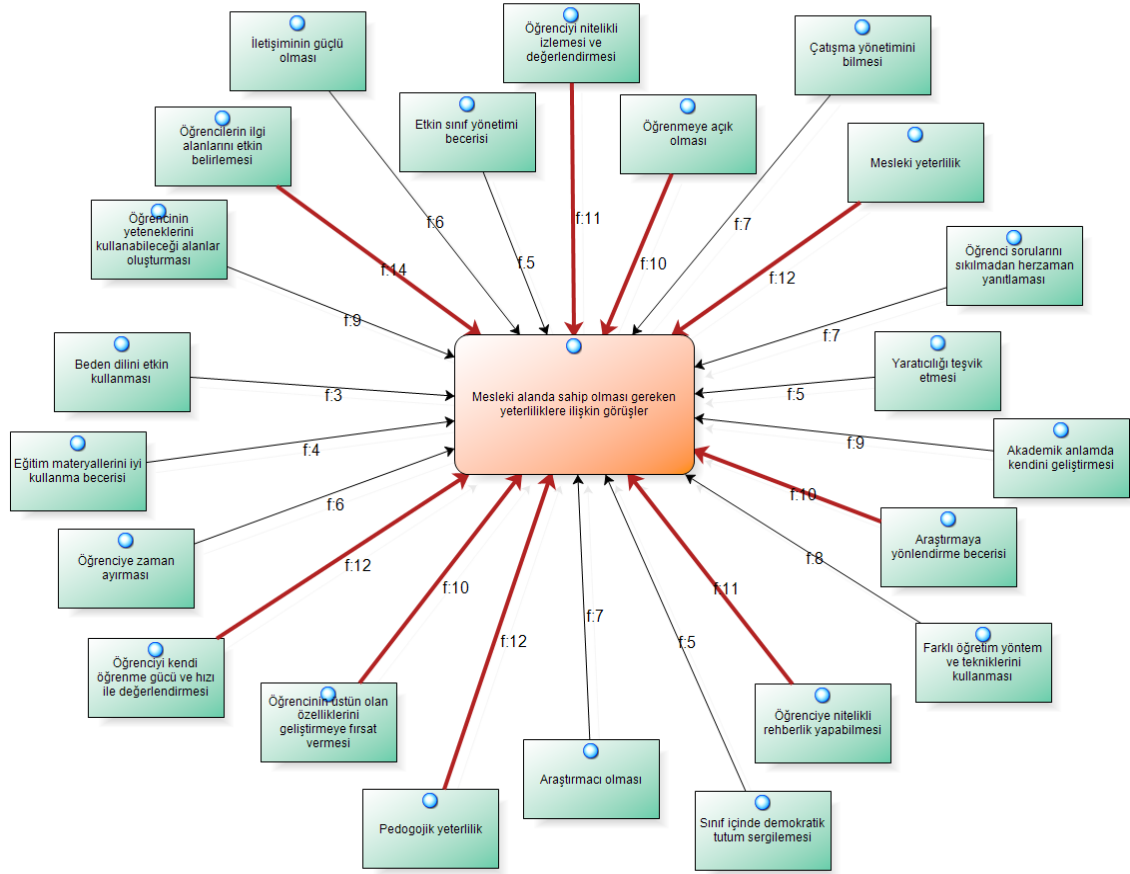 İletişiminin güçlü
olması
Öğrenciyi nitelikli
izlemesi ve
değerlendirmesi
Çatışma yönetimini
bilmesi
Etkin sınıf yönetimi
becerisi
Öğrenmeye açık
olması
Öğrencilerin ilgi
alanlarını etkin
belirlemesi
Mesleki yeterlilik
Öğrencinin
yeteneklerini
kullanabileceği alanlar
oluşturması
Öğrenci sorularını
sıkılmadan herzaman
yanıtlaması
f:6
f:11
f:7
f:5
f:10
f:14
f:12
f:9
f:7
Beden dilini etkin
kullanması
f:3
Mesleki alanda sahip olması gereken
yeterliliklere ilişkin görüşler
Yaratıcılığı teşvik
etmesi
f:5
Eğitim materyallerini iyi
kullanma becerisi
f:4
f:9
Akademik anlamda
kendini geliştirmesi
Öğrenciye zaman
ayırması
f:6
f:10
Araştırmaya
yönlendirme becerisi
f:12
f:10
f:12
f:7
f:5
f:11
f:8
Öğrenciyi kendi
öğrenme gücü ve hızı
ile değerlendirmesi
Farklı öğretim yöntem
ve tekniklerini
kullanması
Öğrencinin üstün olan
özelliklerini
geliştirmeye fırsat
vermesi
Öğrenciye nitelikli
rehberlik yapabilmesi
Araştırmacı olması
Pedogojik yeterlilik
Sınıf içinde demokratik
tutum sergilemesi